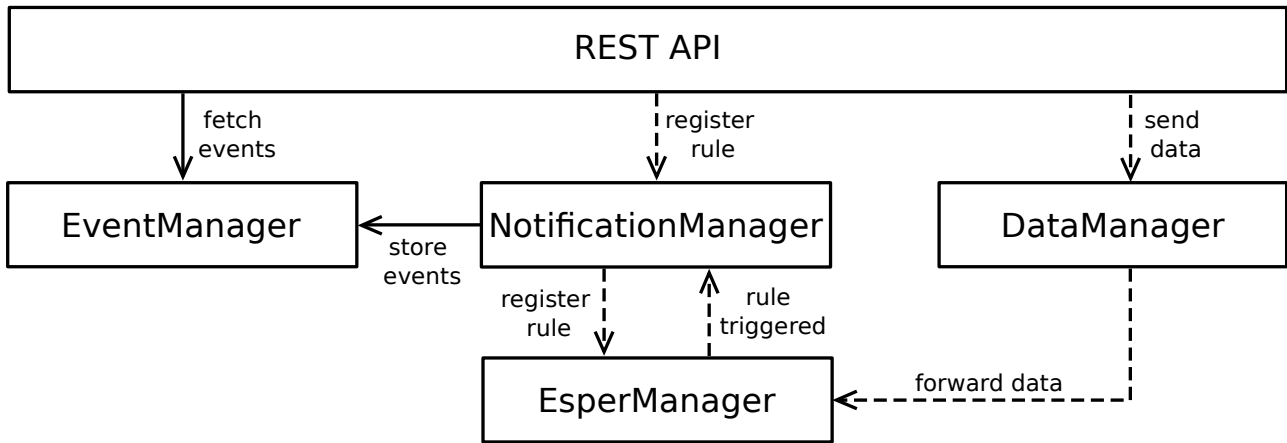 REST API
fetch
events
register
rule
send
data
EventManager
NotificationManager
DataManager
store
events
register
rule
rule
triggered
EsperManager
forward data